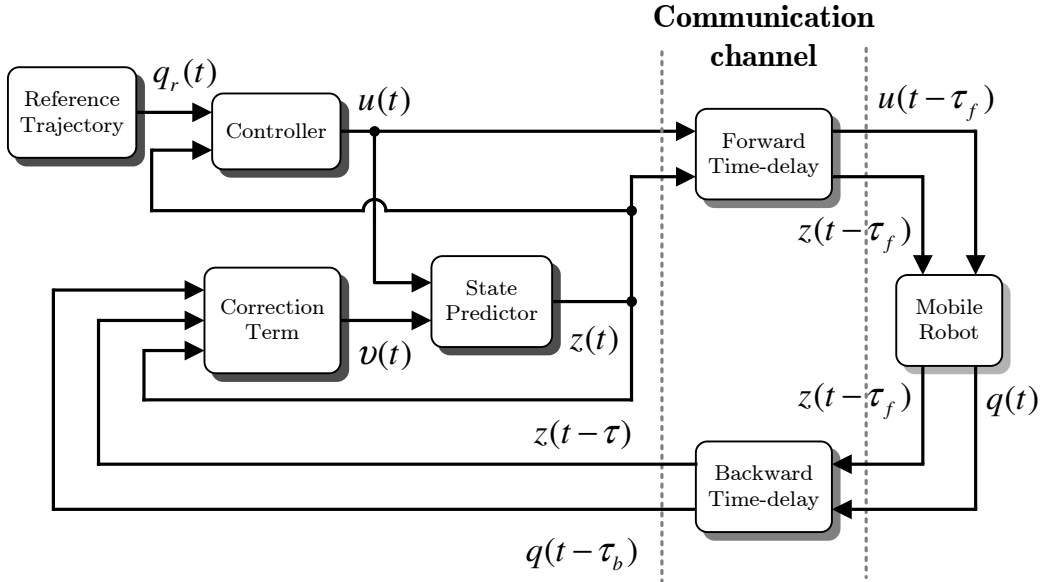 Communication
channel
q_r(t)
u(t)
u(t − τ_f)
Reference
Trajectory
Controller
Forward
Time-delay
z(t − τ_f)
Correction
Term
State
Predictor
Mobile
Robot
υ(t)
z(t)
z(t − τ_f)
q(t)
z(t − τ)
Backward
Time-delay
q(t − τ_b)